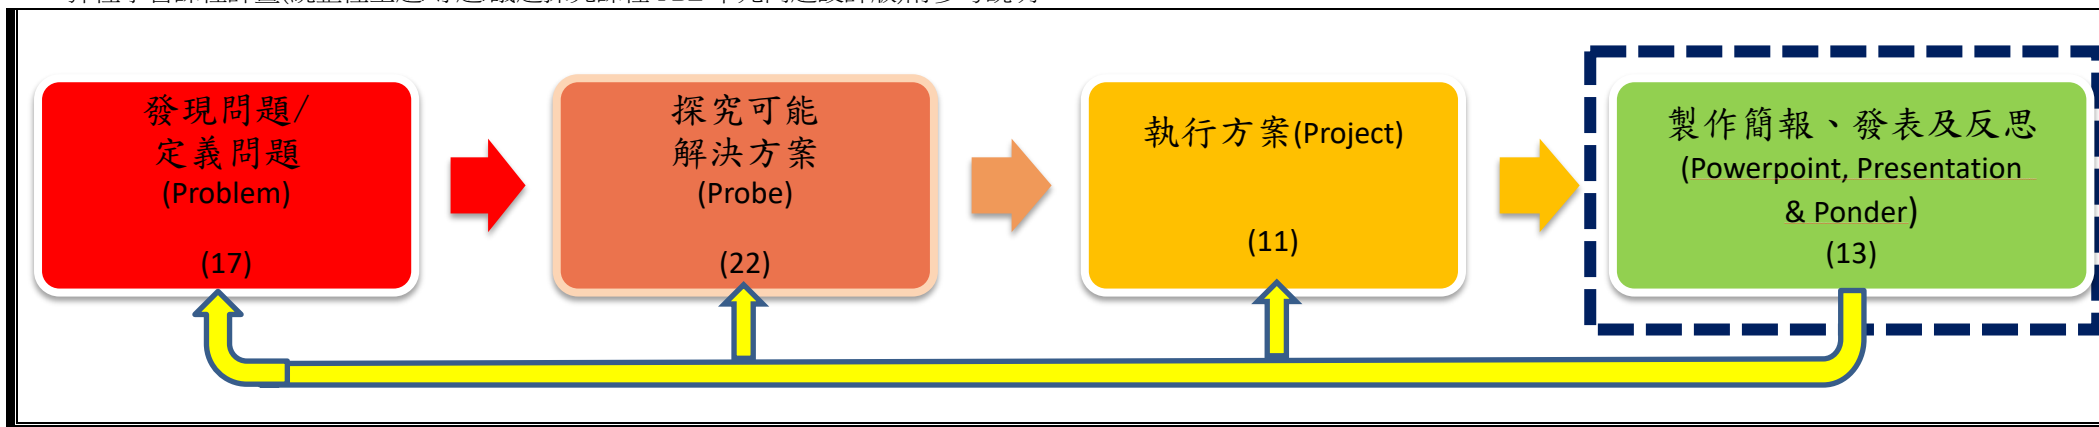 發現問題/
定義問題
(Problem)
(17)
探究可能
解決方案
(Probe)
(22)
執行方案(Project)
(11)
製作簡報、發表及反思
(Powerpoint, Presentation
& Ponder)
(13)